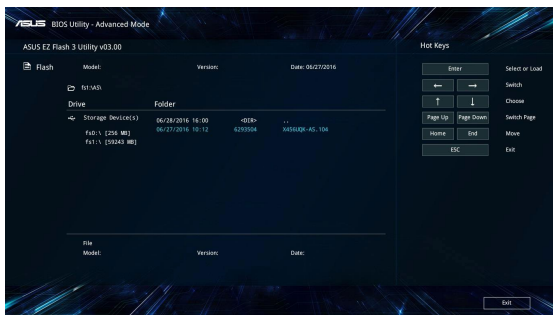 ASUS BIOS Utility - Advanced Mode
ASUS EZ Flash 3 Utility v03.00
Hot Keys
Flash Model: Version: Date: 06/27/2016
Enter Select or Load
fs1:\AS\
← → Switch
Drive Folder
↑ ↓ Choose
Storage Device(s) 06/28/2016 16:00 <DIR> ..
Page Up Page Down Switch Page
06/27/2016 10:12 6293504 X456UQK-AS.104
fs0:\ [256 MB]
Home End Move
fs1:\ [59243 MB]
ESC Exit
File
Model: Version: Date:
Exit